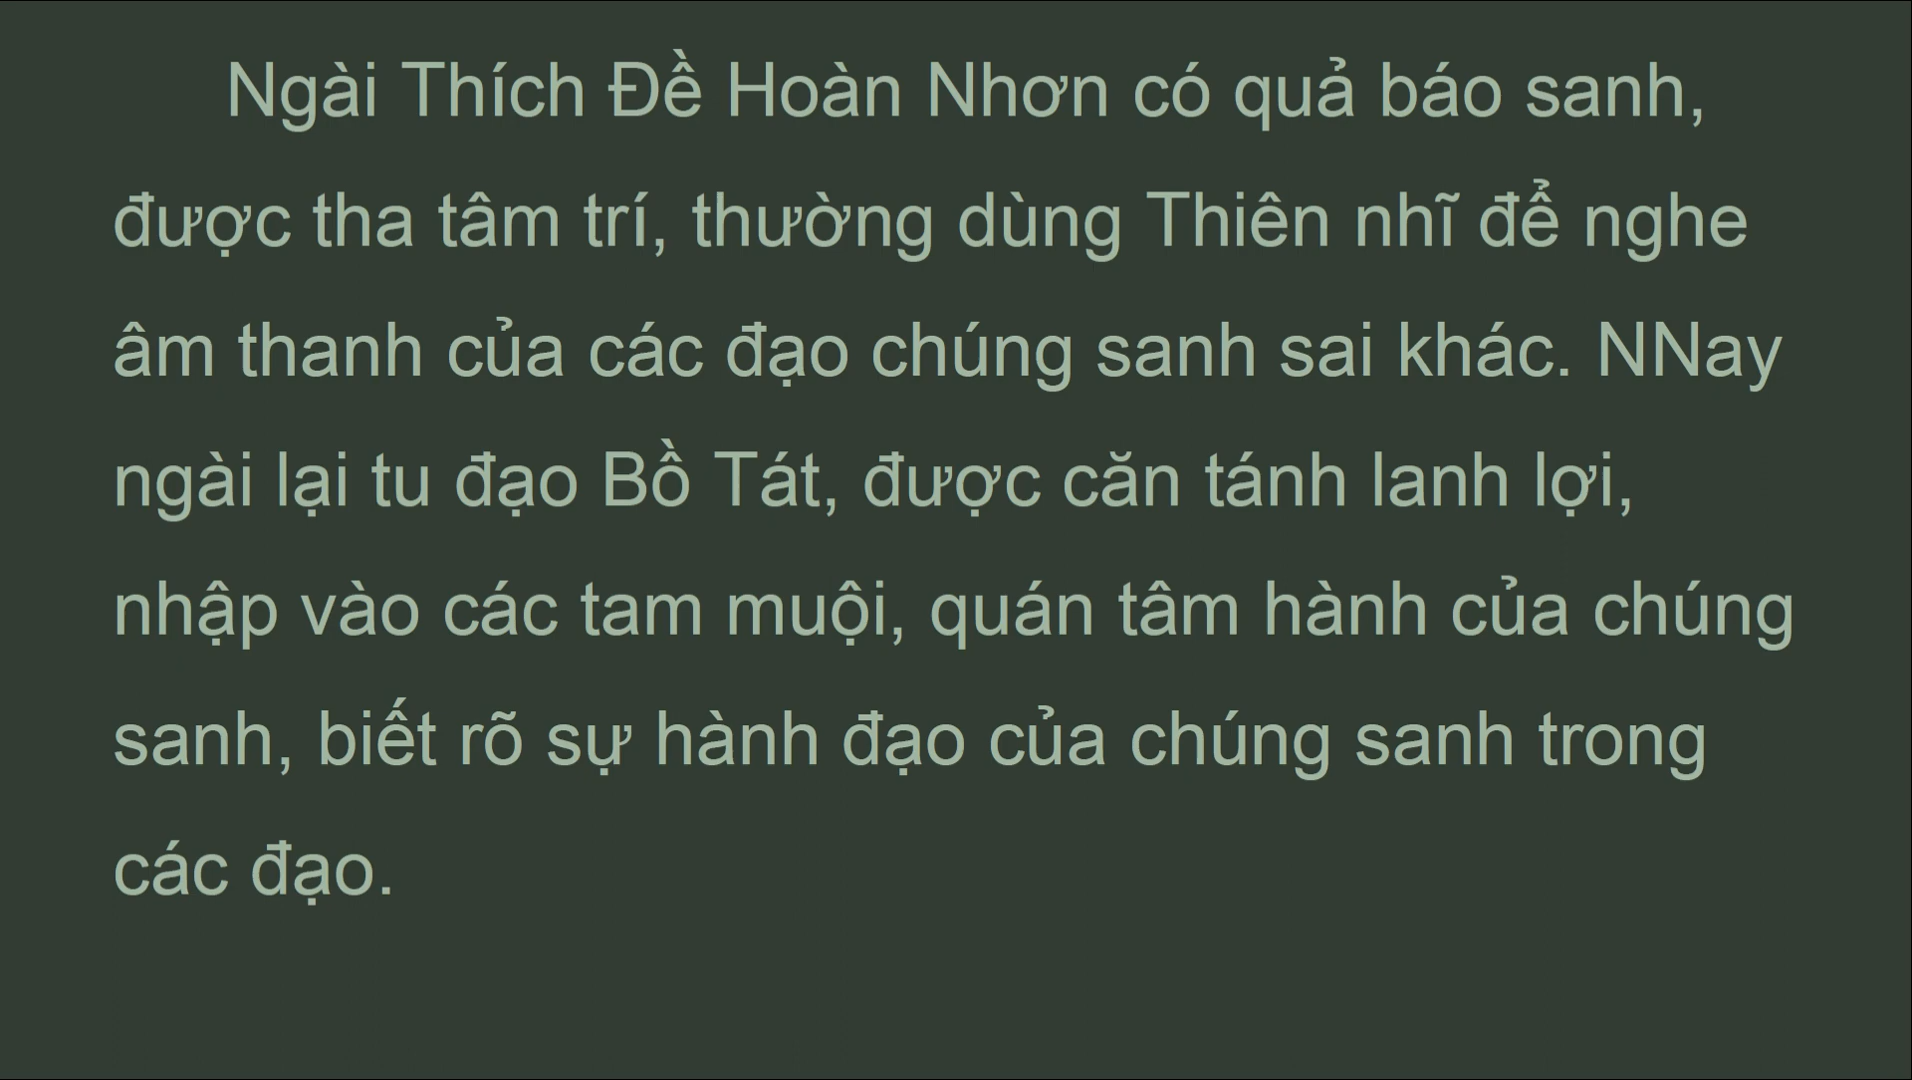 Ngài Thích Đề Hoàn Nhơn có quả báo sanh,
được tha tâm trí, thường dùng Thiên nhĩ để nghe
âm thanh của các đạo chúng sanh sai khác. NNay
ngài lại tu đạo Bồ Tát, được căn tánh lanh lợi,
nhập vào các tam muội, quán tâm hành của chúng
sanh, biết rõ sự hành đạo của chúng sanh trong
các đạo.